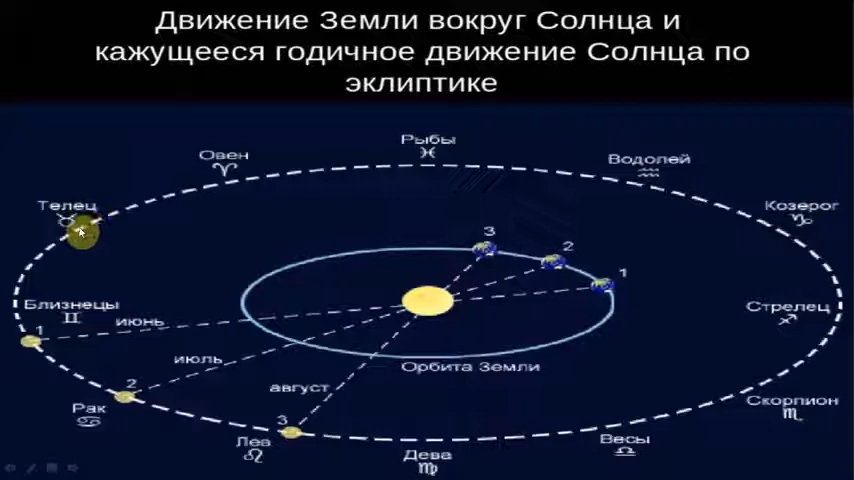 Движение Земли вокруг Солнца и
кажущееся годичное движение Солнца по
эклиптике
Рыбы
♓
Овен
♈
Водолей
♒
Телец
♉
Козерог
♑
3
2
1
Близнецы
♊
июнь
1
Стрелец
♐
июль
Орбита Земли
2
август
Рак
♋
Скорпион
♏
3
Лев
♌
Дева
♍
Весы
♎